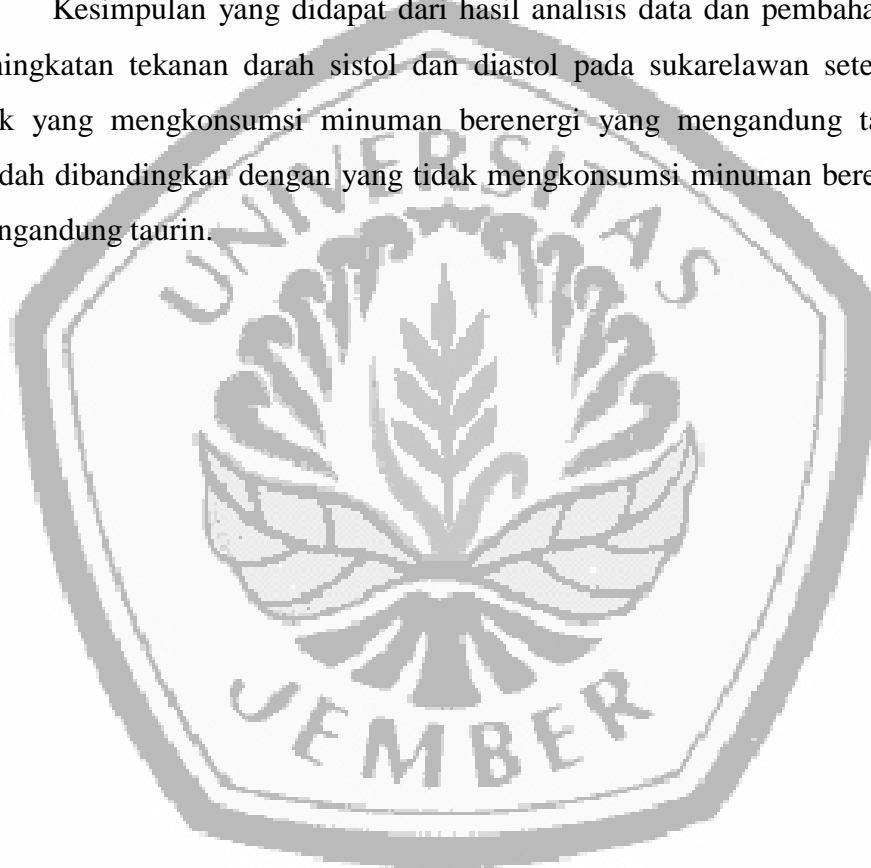 Kesimpulan yang didapat dari hasil analisis data dan pembaha
ningkatan tekanan darah sistol dan diastol pada sukarelawan sete
k yang mengkonsumsi minuman berenergi yang mengandung ta
dah dibandingkan dengan yang tidak mengkonsumsi minuman bere
ngandung taurin.
UNIVERSITAS
JEMBER